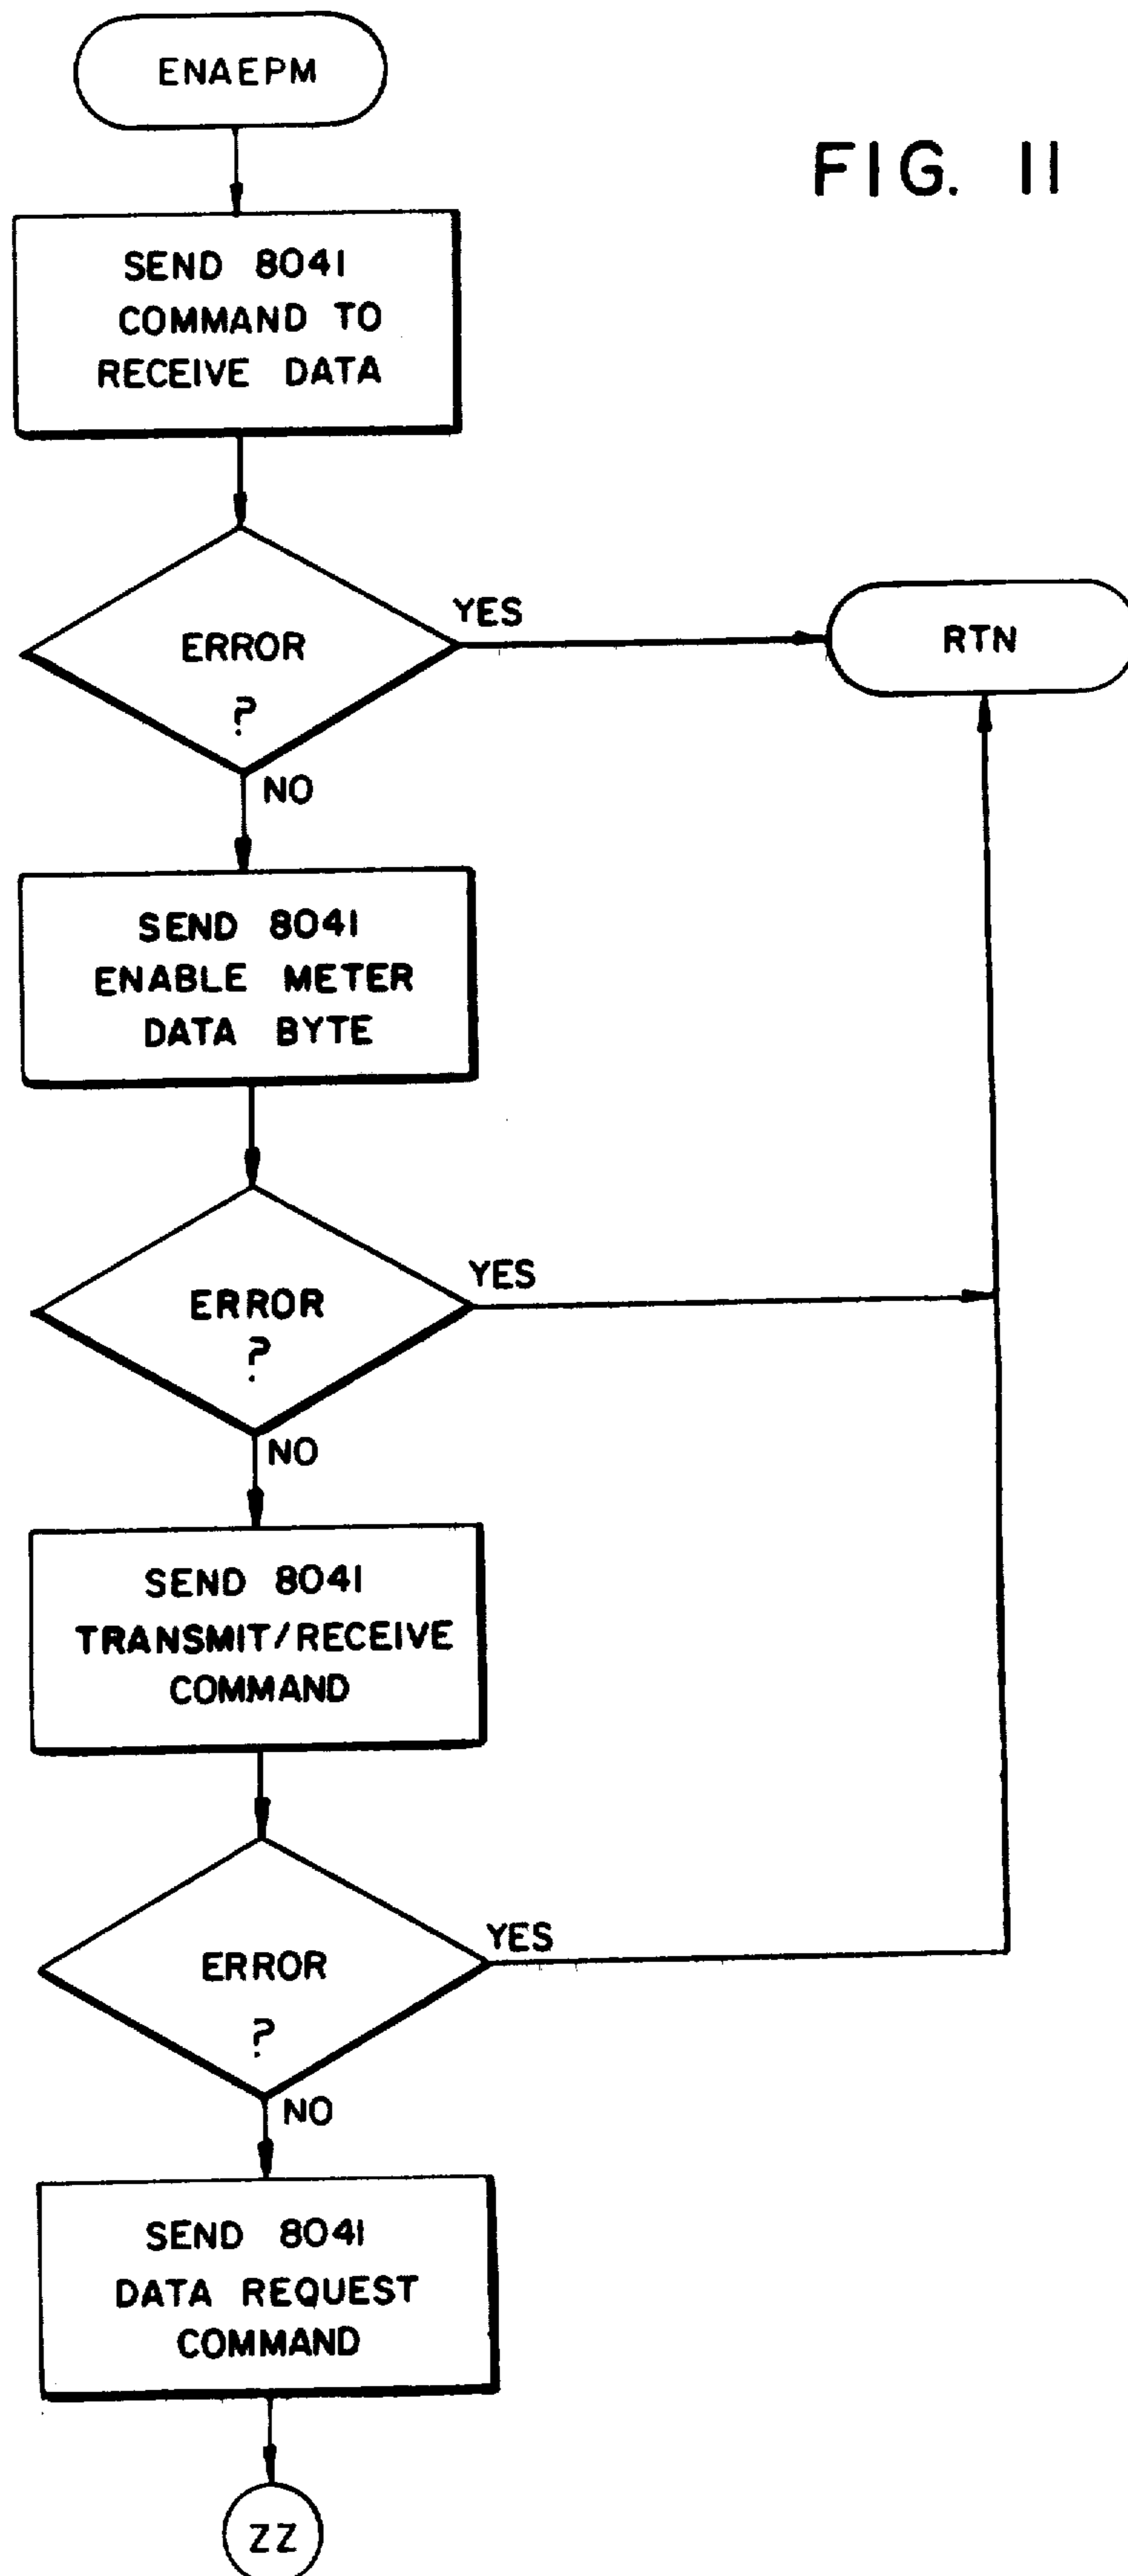 ENAEPM
FIG. 11
SEND 8041
COMMAND TO
RECEIVE DATA
ERROR
?
YES
RTN
NO
SEND 8041
ENABLE METER
DATA BYTE
ERROR
?
YES
NO
SEND 8041
TRANSMIT/RECEIVE
COMMAND
ERROR
?
YES
NO
SEND 8041
DATA REQUEST
COMMAND
ZZ